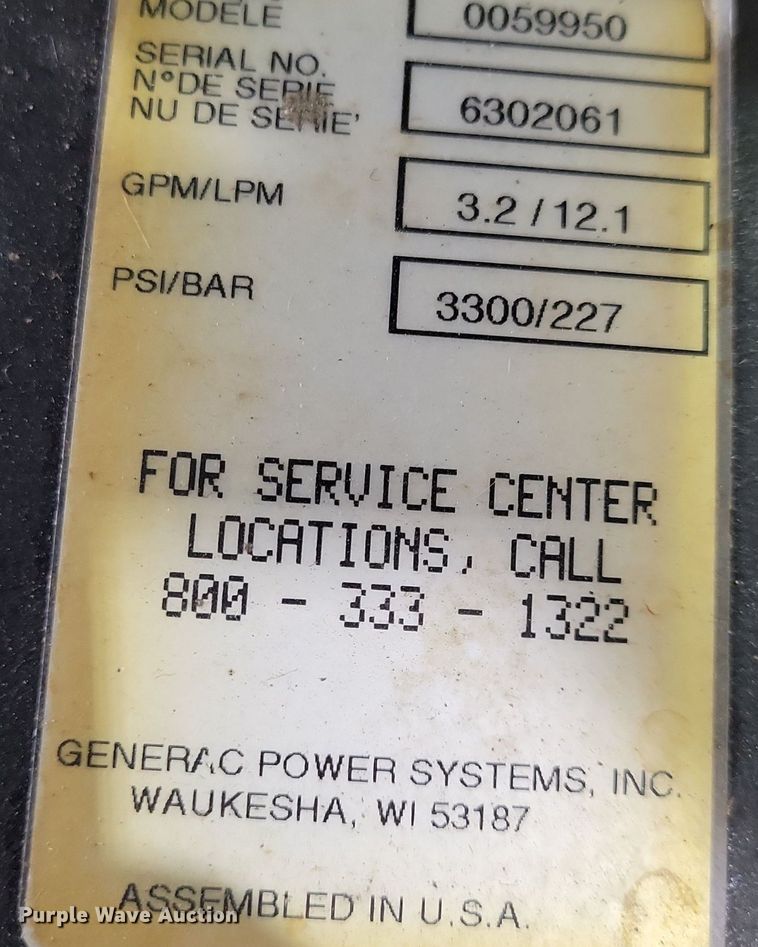 MODELE
0059950
SERIAL NO.
N°DE SERIE
NU DE SERIE'
6302061
GPM/LPM
3.2 / 12.1
PSI/BAR
3300/227
FOR SERVICE CENTER
LOCATIONS, CALL
800 - 333 - 1322
GENERAC POWER SYSTEMS, INC.
WAUKESHA, WI 53187
ASSEMBLED IN U.S.A.
Purple Wave Auction